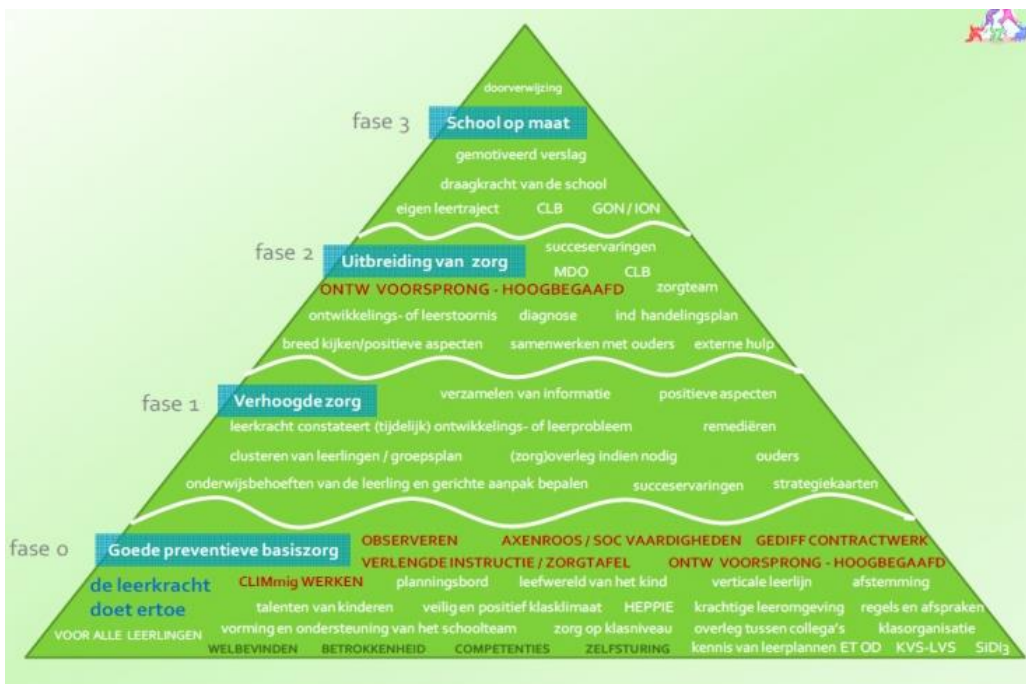 doorverwijzing
fase 3 School op maat
gemotiveerd verslag
draagkracht van de school
eigen leertraject CLB GON / ION
fase 2 Uitbreiding van zorg succeservaringen
MDO CLB
ONTW VOORSPRONG - HOOGBEGAAFD zorgteam
ontwikkelings- of leerstoornis diagnose ind handelingsplan
breed kijken/positieve aspecten samenwerken met ouders externe hulp
fase 1 Verhoogde zorg verzamelen van informatie positieve aspecten
leerkracht constateert (tijdelijk) ontwikkelings- of leerprobleem remediëren
clusteren van leerlingen / groepsplan (zorg)overleg indien nodig ouders
onderwijsbehoeften van de leerling en gerichte aanpak bepalen succeservaringen strategiekaarten
fase 0 Goede preventieve basiszorg OBSERVEREN AXENROOS / SOC VAARDIGHEDEN GEDIFF CONTRACTWERK
VERLENGDE INSTRUCTIE / ZORGTAFEL ONTW VOORSPRONG - HOOGBEGAAFD
de leerkracht CLIMmig WERKEN planningsbord leefwereld van het kind verticale leerlijn afstemming
doet ertoe talenten van kinderen veilig en positief klasklimaat HEPPIE krachtige leeromgeving regels en afspraken
VOOR ALLE LEERLINGEN vorming en ondersteuning van het schoolteam zorg op klasniveau overleg tussen collega's klasorganisatie
WELBEVINDEN BETROKKENHEID COMPETENTIES ZELFSTURING kennis van leerplannen ET OD KVS-LVS SIDI3